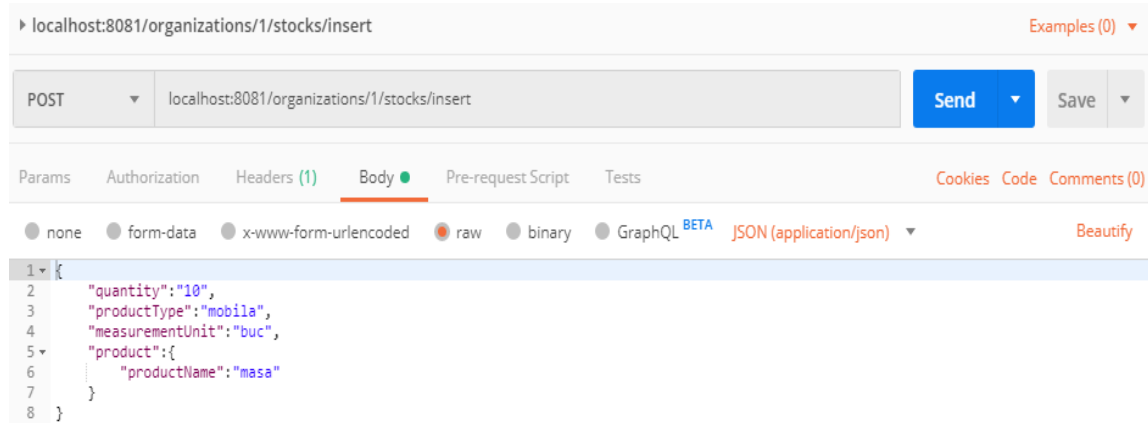 localhost:8081/organizations/1/stocks/insert Examples (0)
POST localhost:8081/organizations/1/stocks/insert Send Save
Params Authorization Headers (1) Body Pre-request Script Tests Cookies Code Comments (0)
none form-data x-www-form-urlencoded raw binary GraphQL BETA JSON (application/json) Beautify
1 {
2 "quantity":"10",
3 "productType":"mobila",
4 "measurementUnit":"buc",
5 "product":{
6 "productName":"masa"
7 }
8 }